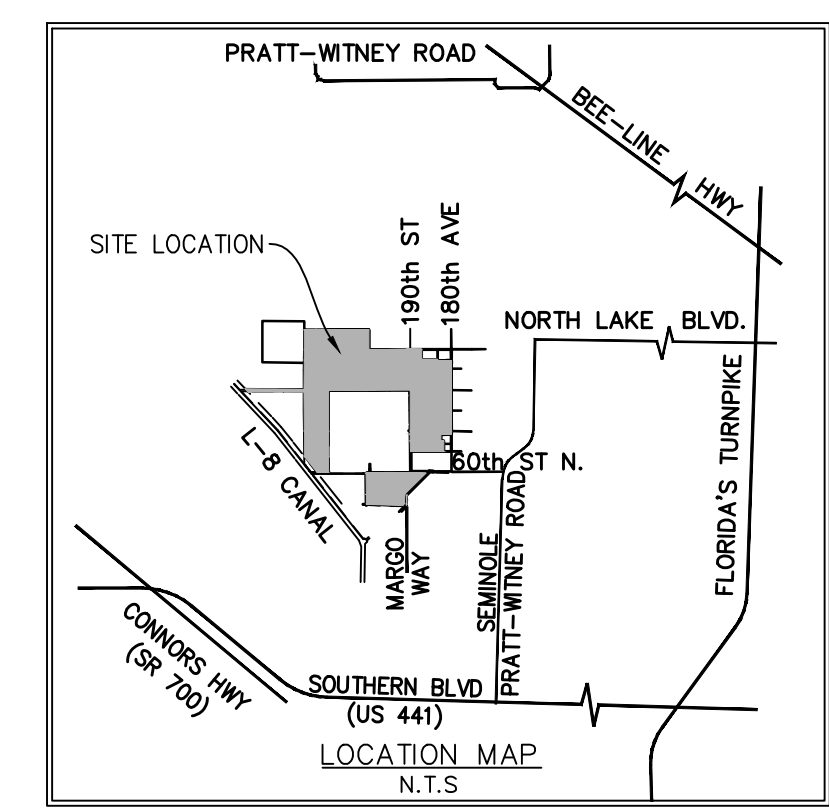 PRATT-WITNEY ROAD
BEE-LINE
HWY
SITE LOCATION
190th ST
180th AVE
NORTH LAKE BLVD.
FLORIDA'S TURNPIKE
L-8 CANAL
60th ST N.
MARGO
WAY
SEMINOLE
PRATT-WITNEY ROAD
CONNORS HWY
(SR 700)
SOUTHERN BLVD
(US 441)
LOCATION MAP
N.T.S